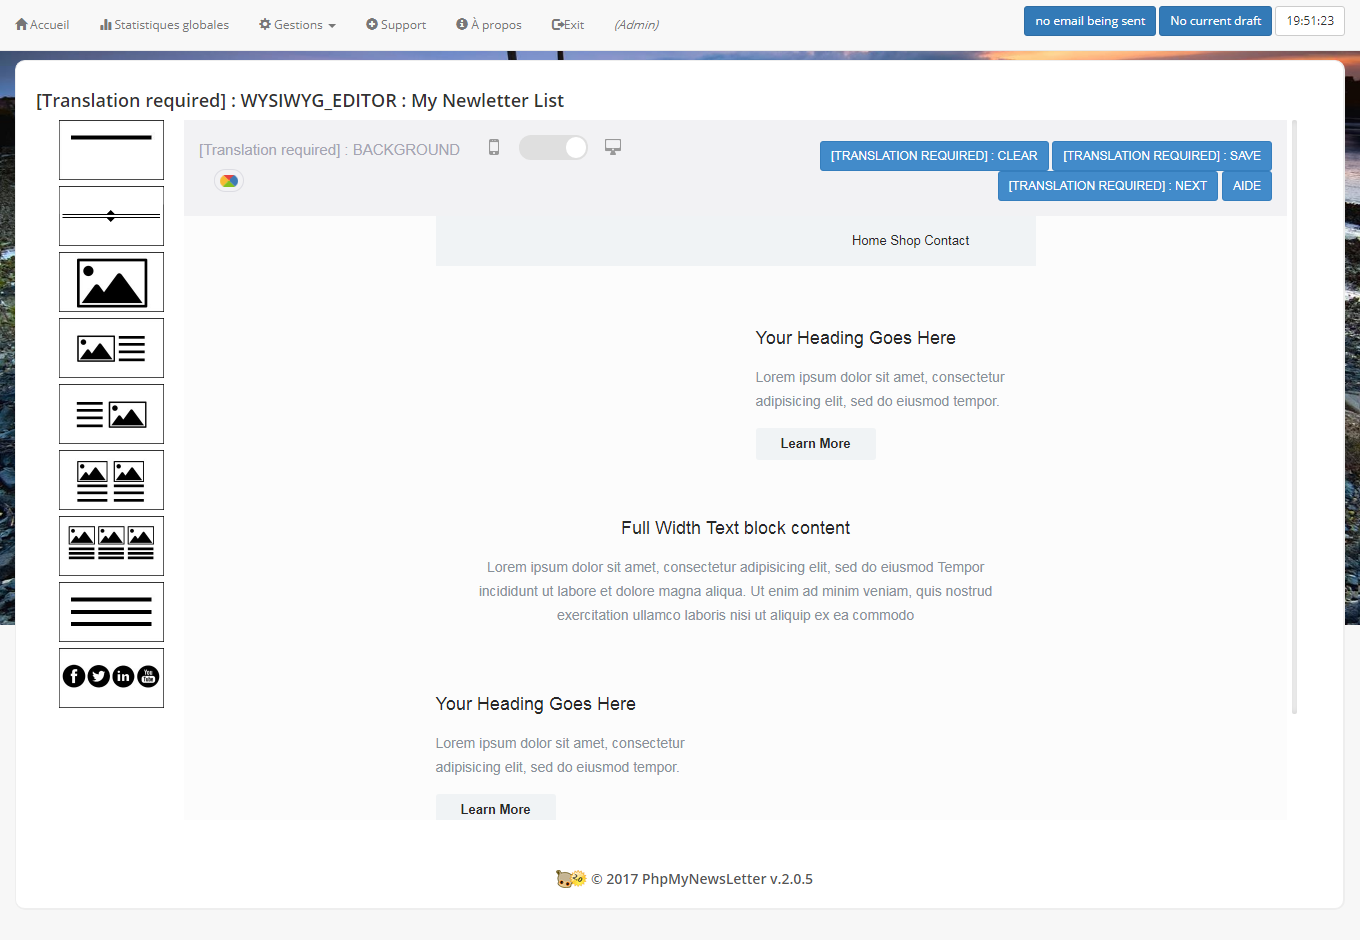 Accueil Statistiques globales Gestions Support À propos Exit (Admin) no email being sent No current draft 19:51:23
[Translation required] : WYSIWYG_EDITOR : My Newletter List
[Translation required] : BACKGROUND
[TRANSLATION REQUIRED] : CLEAR [TRANSLATION REQUIRED] : SAVE
[TRANSLATION REQUIRED] : NEXT AIDE
Home Shop Contact
Your Heading Goes Here
Lorem ipsum dolor sit amet, consectetur
adipisicing elit, sed do eiusmod tempor.
Learn More
Full Width Text block content
Lorem ipsum dolor sit amet, consectetur adipisicing elit, sed do eiusmod Tempor
incididunt ut labore et dolore magna aliqua. Ut enim ad minim veniam, quis nostrud
exercitation ullamco laboris nisi ut aliquip ex ea commodo
You Tube
Your Heading Goes Here
Lorem ipsum dolor sit amet, consectetur
adipisicing elit, sed do eiusmod tempor.
Learn More
2.0 © 2017 PhpMyNewsLetter v.2.0.5